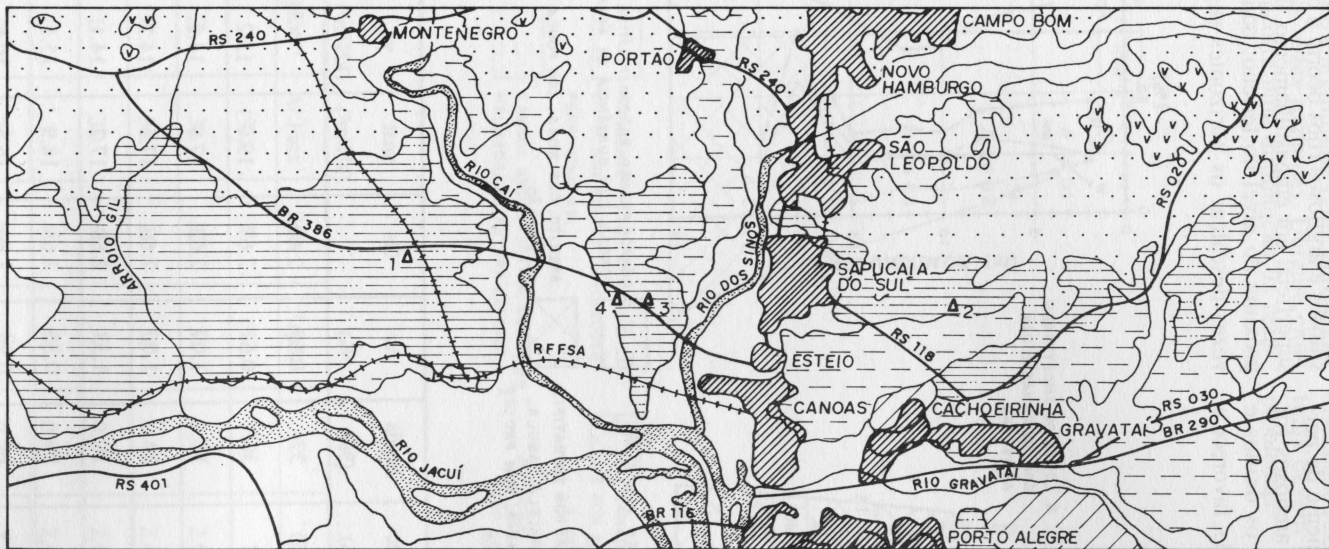 CAMPO BOM
RS 240
MONTENEGRO
PORTÃO
RS 240
NOVO
HAMBURGO
SÃO
LEOPOLDO
RIO CAÍ
RS 020
ARROIO GIL
BR 386
1
RIO DOS SINOS
SAPUCAIA
DO SUL
4
3
2
RS 118
RFFSA
ESTEIO
CANOAS
CACHOEIRINHA
RS 030
GRAVATAÍ
BR 290
RIO JACUÍ
RIO GRAVATAÍ
RS 401
BR 116
PORTO ALEGRE